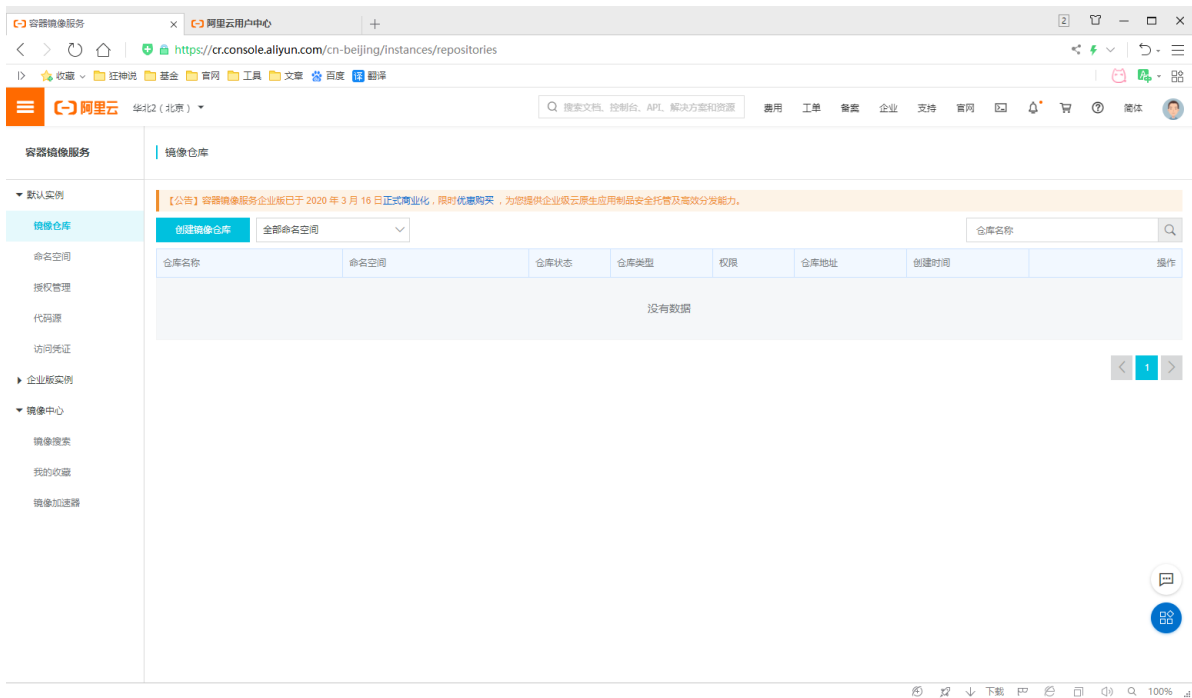 容器镜像服务
阿里云用户中心
2
https://cr.console.aliyun.com/cn-beijing/instances/repositories
收藏 狂神说 基金 官网 工具 文章 百度 译 翻译
阿里云 华北2（北京） 搜索文档、控制台、API、解决方案和资源 费用 工单 备案 企业 支持 官网 简体
容器镜像服务
镜像仓库
默认实例
镜像仓库
命名空间
授权管理
代码源
访问凭证
企业版实例
镜像中心
镜像搜索
我的收藏
镜像加速器
【公告】容器镜像服务企业版已于 2020 年 3 月 16 日正式商业化，限时优惠购买 ，为您提供企业级云原生应用制品安全托管及高效分发能力。
创建镜像仓库 全部命名空间 仓库名称
仓库名称 命名空间 仓库状态 仓库类型 权限 仓库地址 创建时间 操作
没有数据
1
下载 100%